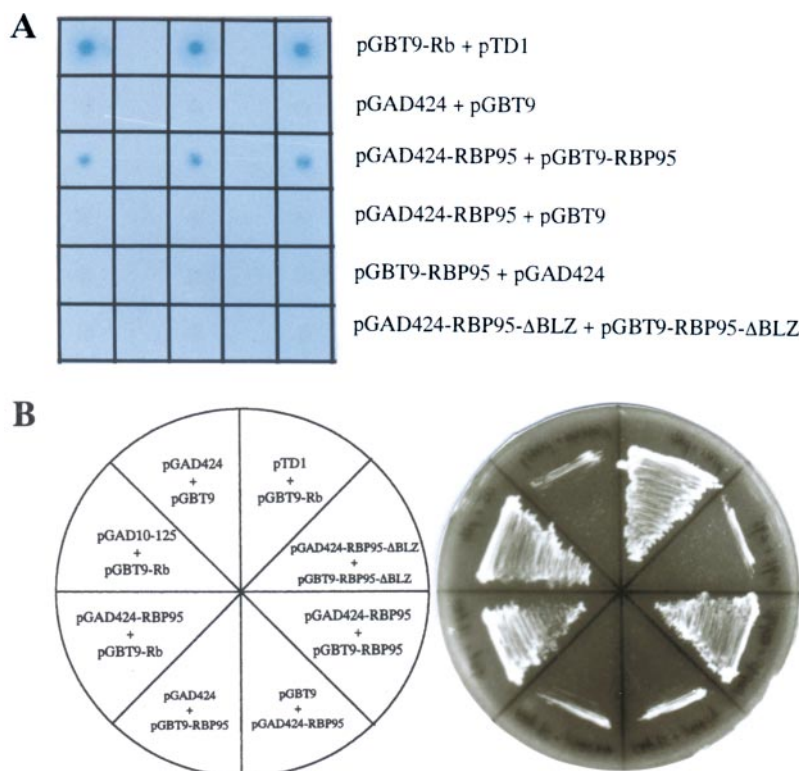 A
pGBT9-Rb + pTD1
pGAD424 + pGBT9
pGAD424-RBP95 + pGBT9-RBP95
pGAD424-RBP95 + pGBT9
pGBT9-RBP95 + pGAD424
pGAD424-RBP95-ΔBLZ + pGBT9-RBP95-ΔBLZ
B
pGAD424
+
pGBT9
pTD1
+
pGBT9-Rb
pGAD10-125
+
pGBT9-Rb
pGAD424-RBP95-ΔBLZ
+
pGBT9-RBP95-ΔBLZ
pGAD424-RBP95
+
pGBT9-Rb
pGAD424-RBP95
+
pGBT9-RBP95
pGAD424
+
pGBT9-RBP95
pGBT9
+
pGAD424-RBP95